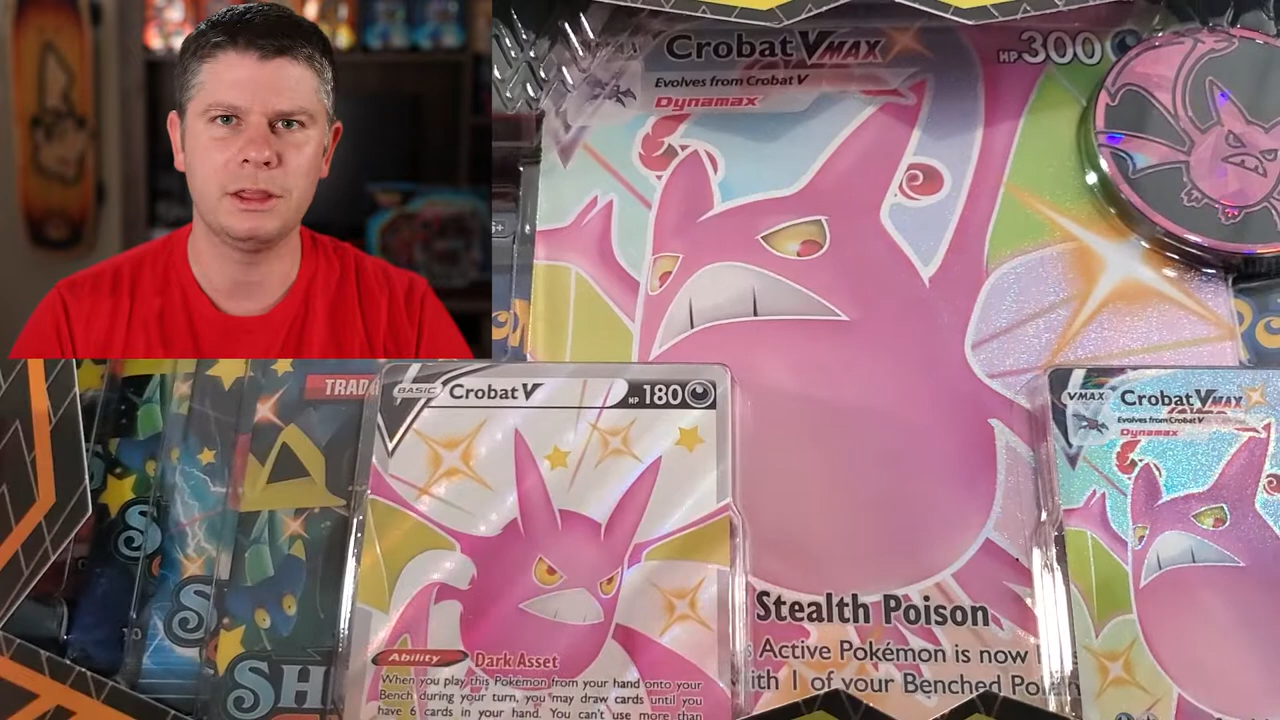 Crobat VMAX
HP 300
Evolves from Crobat V
Dynamax
TRAD
BASIC Crobat V
HP 180
VMAX Crobat VMAX
Evolves from Crobat V
Dynamax
S
S
SH
Stealth Poison
Active Pokémon is now
ith 1 of your Benched Po
Ability Dark Asset
When you play this Pokémon from your hand onto your
Bench during your turn, you may draw cards until you
have 6 cards in your hand. You can't use more than